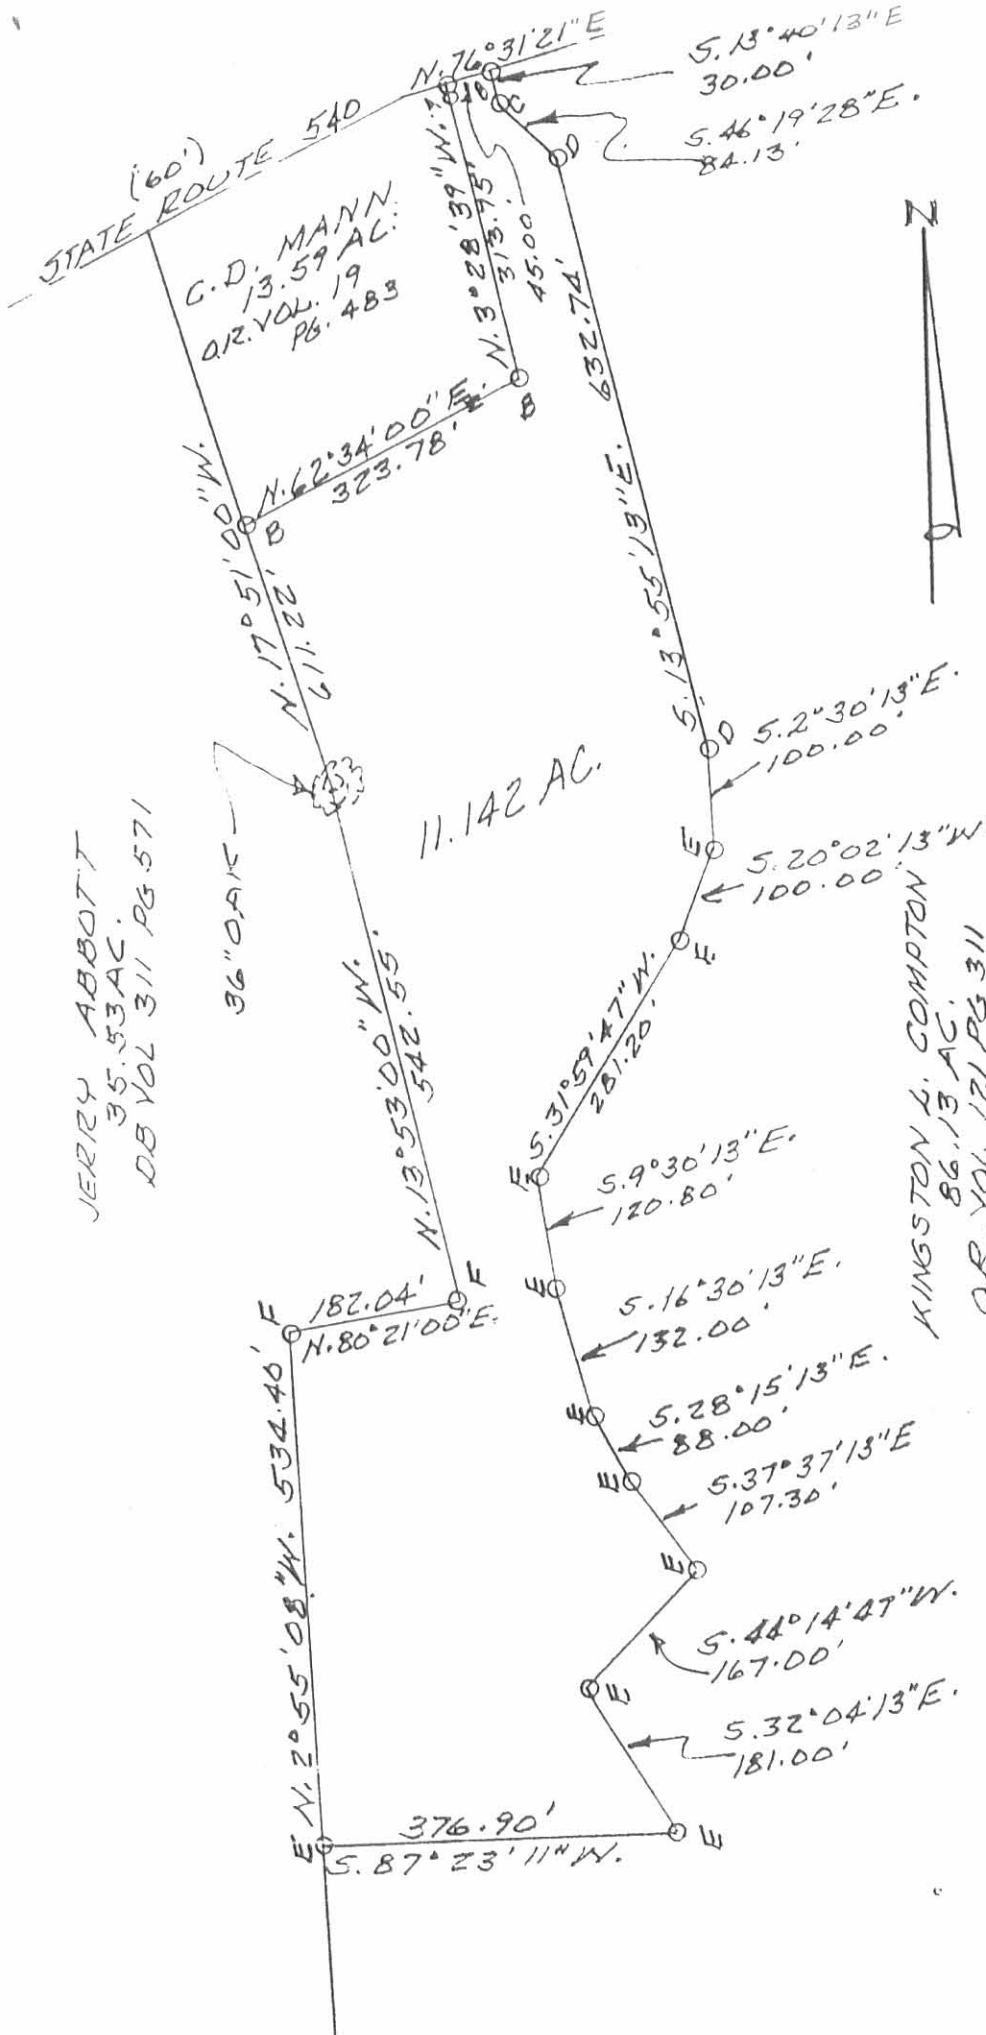 N. 76°31'21" E
S. 13°40'13" E
30.00'
S. 46°19'28" E.
84.13'
(60')
STATE ROUTE 540
A
B
C
D
C.D. MANN
13.59 AC.
O.R. VOL. 19
PG. 483
N. 3°28'39" W.
313.95'
45.00'
N
632.74'
S. 13°55'13" E.
B
N. 62°34'00" E.
323.78'
B
N. 17°51'00" W.
611.22'
D
S. 2°30'13" E.
100.00'
11.142 AC.
36" OAK
JERRY ABBOTT
35.53 AC.
DB VOL 311 PG 571
E
S. 20°02'13" W
100.00'
E
S. 31°59'47" W.
281.20'
KINGSTON L. COMPTON
86.13 AC.
O.R. VOL. 171 PG 311
N. 13°53'00" W.
542.55'
E
S. 9°30'13" E.
120.80'
F
182.04'
N. 80°21'00" E.
F
E
S. 16°30'13" E.
132.00'
E
S. 28°15'13" E.
88.00'
E
S. 37°37'13" E
107.30'
E
N. 2°55'08" W. 534.40'
S. 44°14'47" W.
167.00'
E
S. 32°04'13" E.
181.00'
E
376.90'
S. 87°23'11" W.
E